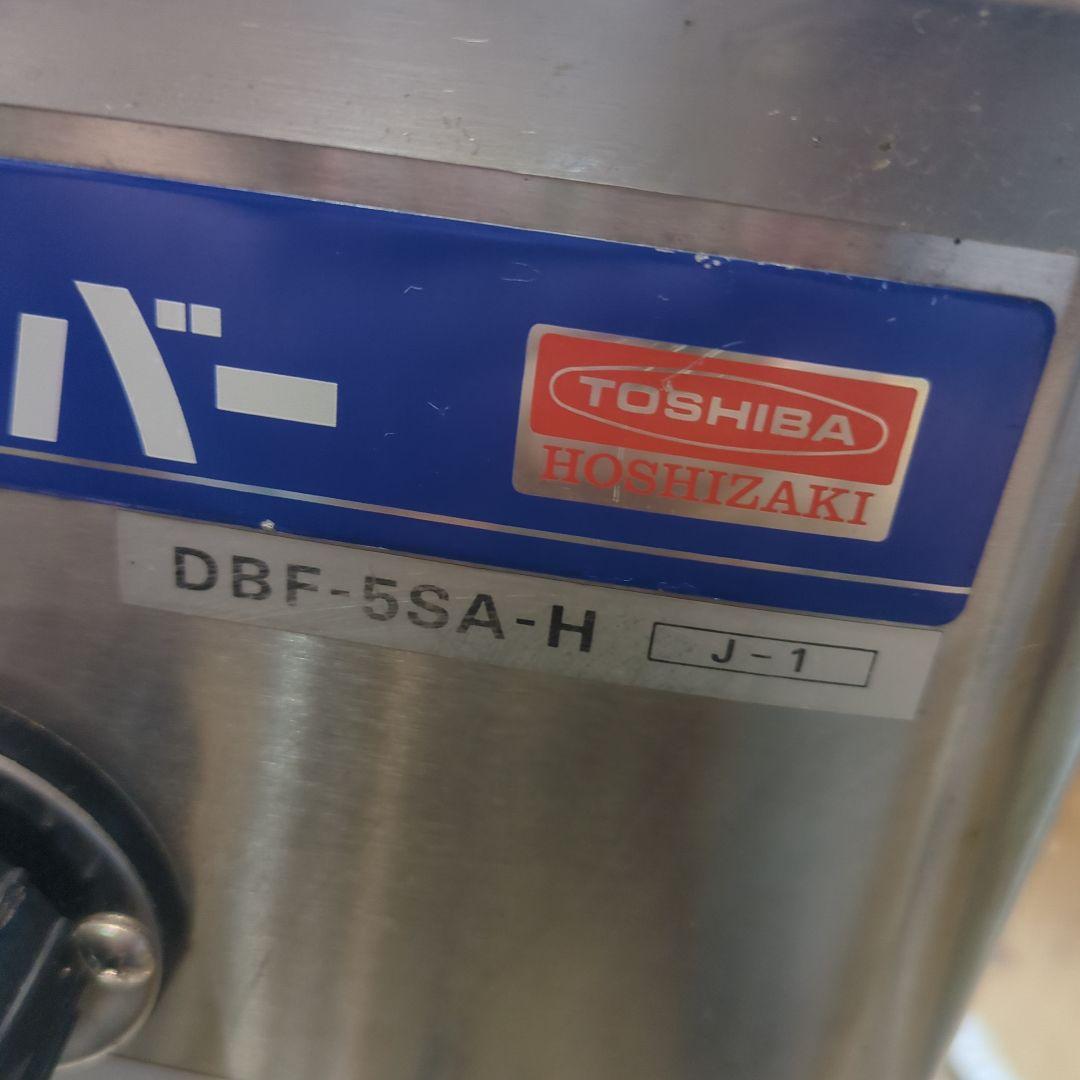 バー
TOSHIBA
HOSHIZAKI
DBF-5SA-H J-1